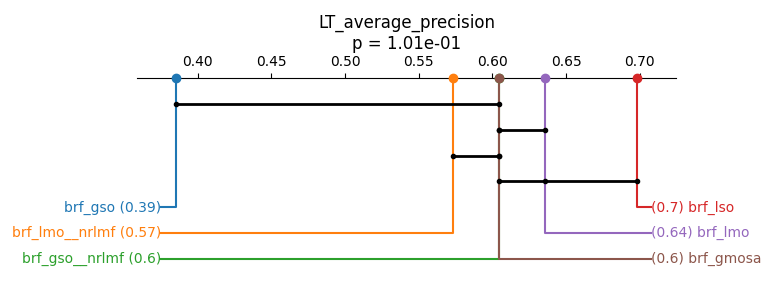 LT_average_precision
p = 1.01e-01
0.40 0.45 0.50 0.55 0.60 0.65 0.70
brf_gso (0.39) (0.7) brf_lso
brf_lmo__nrlmf (0.57) (0.64) brf_lmo
brf_gso__nrlmf (0.6) (0.6) brf_gmosa